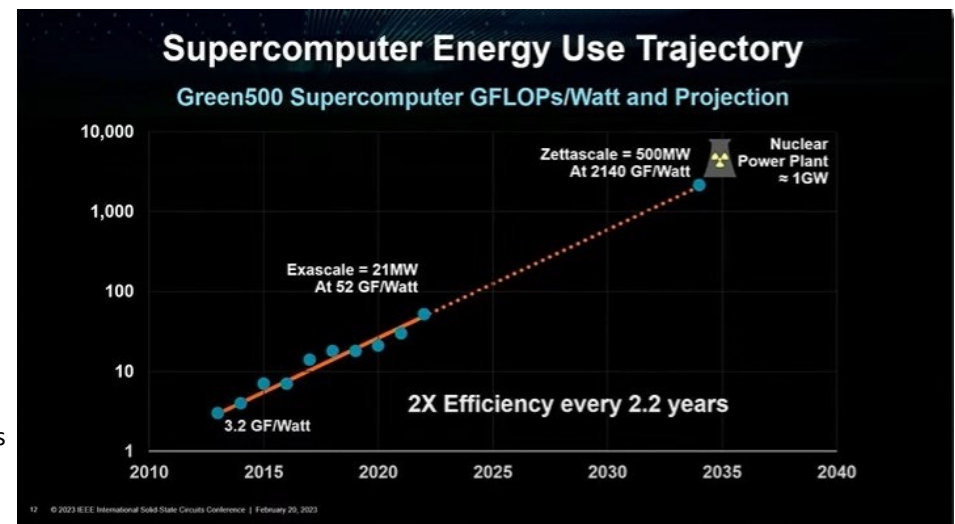 Supercomputer Energy Use Trajectory
Green500 Supercomputer GFLOPs/Watt and Projection
10,000
1,000
100
10
1
Zettascale = 500MW
At 2140 GF/Watt
Nuclear
Power Plant
≈ 1GW
Exascale = 21MW
At 52 GF/Watt
3.2 GF/Watt
2X Efficiency every 2.2 years
s
2010 2015 2020 2025 2030 2035 2040
12 © 2023 IEEE International Solid-State Circuits Conference | February 20, 2023